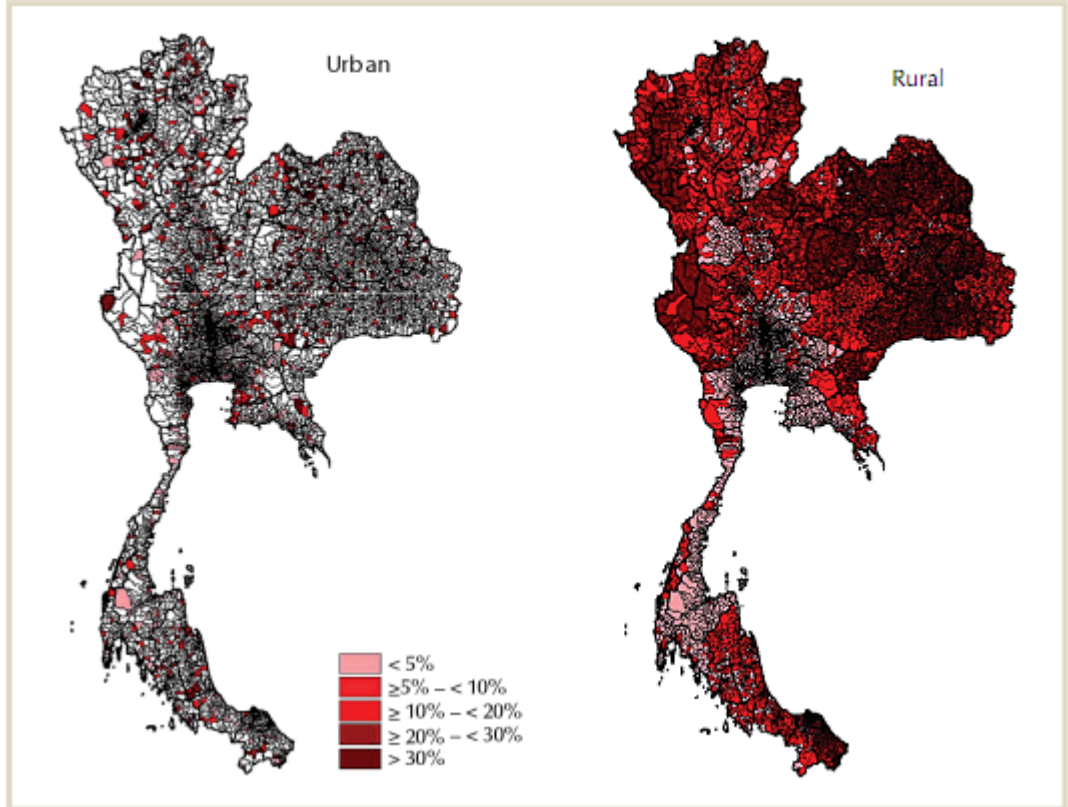 Urban
Rural
< 5%
≥5% – < 10%
≥ 10% – < 20%
≥ 20% – < 30%
> 30%